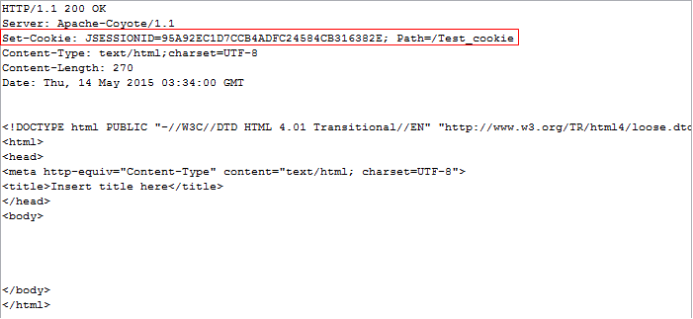 HTTP/1.1 200 OK
Server: Apache-Coyote/1.1
Set-Cookie: JSESSIONID=95A92EC1D7CCB4ADFC24584CB316382E; Path=/Test_cookie
Content-Type: text/html;charset=UTF-8
Content-Length: 270
Date: Thu, 14 May 2015 03:34:00 GMT
<!DOCTYPE html PUBLIC "-//W3C//DTD HTML 4.01 Transitional//EN" "http://www.w3.org/TR/html4/loose.dtd
<html>
<head>
<meta http-equiv="Content-Type" content="text/html; charset=UTF-8">
<title>Insert title here</title>
</head>
<body>
</body>
</html>